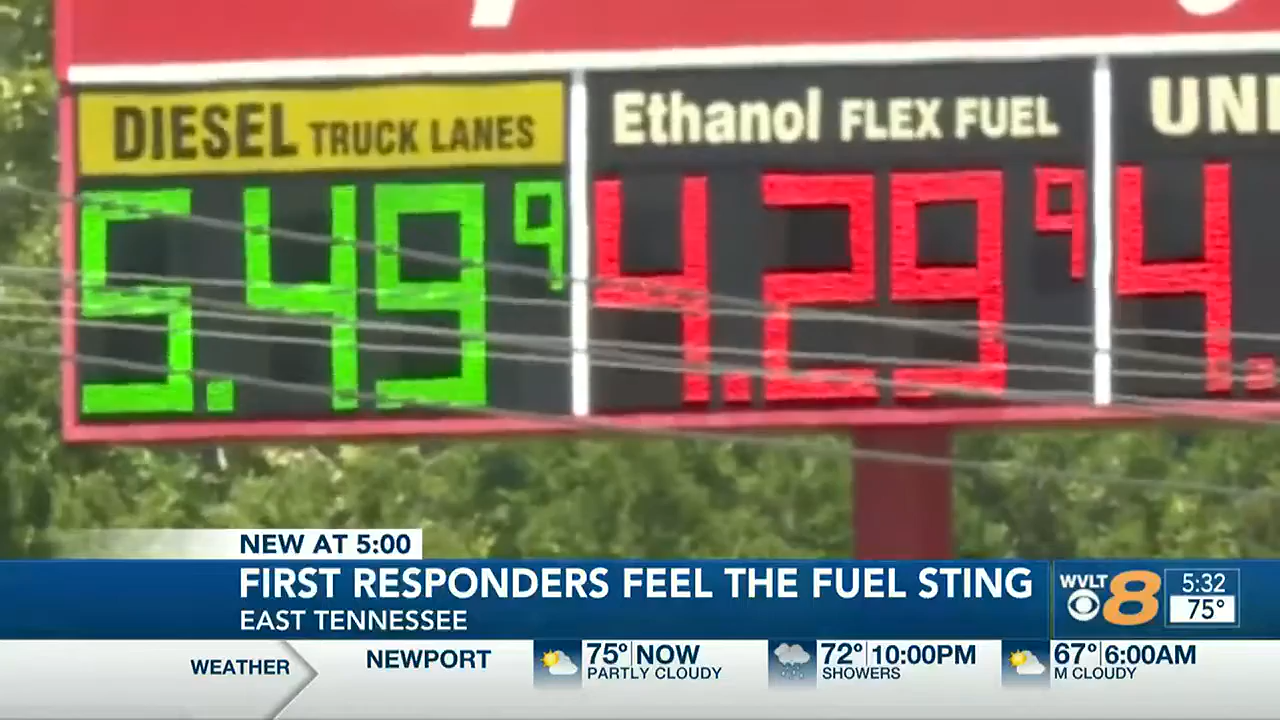 DIESEL TRUCK LANES
Ethanol FLEX FUEL
5.49 9
4.29 9
4.
NEW AT 5:00
FIRST RESPONDERS FEEL THE FUEL STING
EAST TENNESSEE
WVLT 8
5:32
75°
WEATHER
NEWPORT
75° NOW
PARTLY CLOUDY
72° 10:00PM
SHOWERS
67° 6:00AM
M CLOUDY